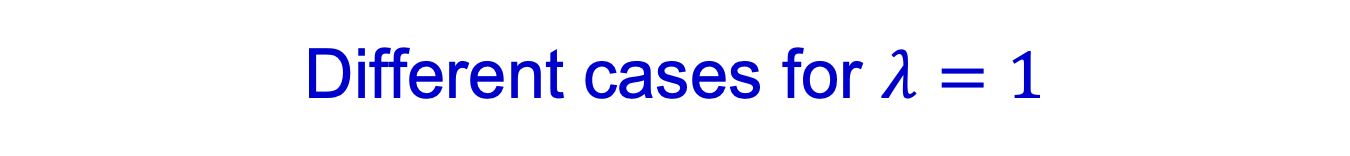 Different cases for 𝜆 = 1